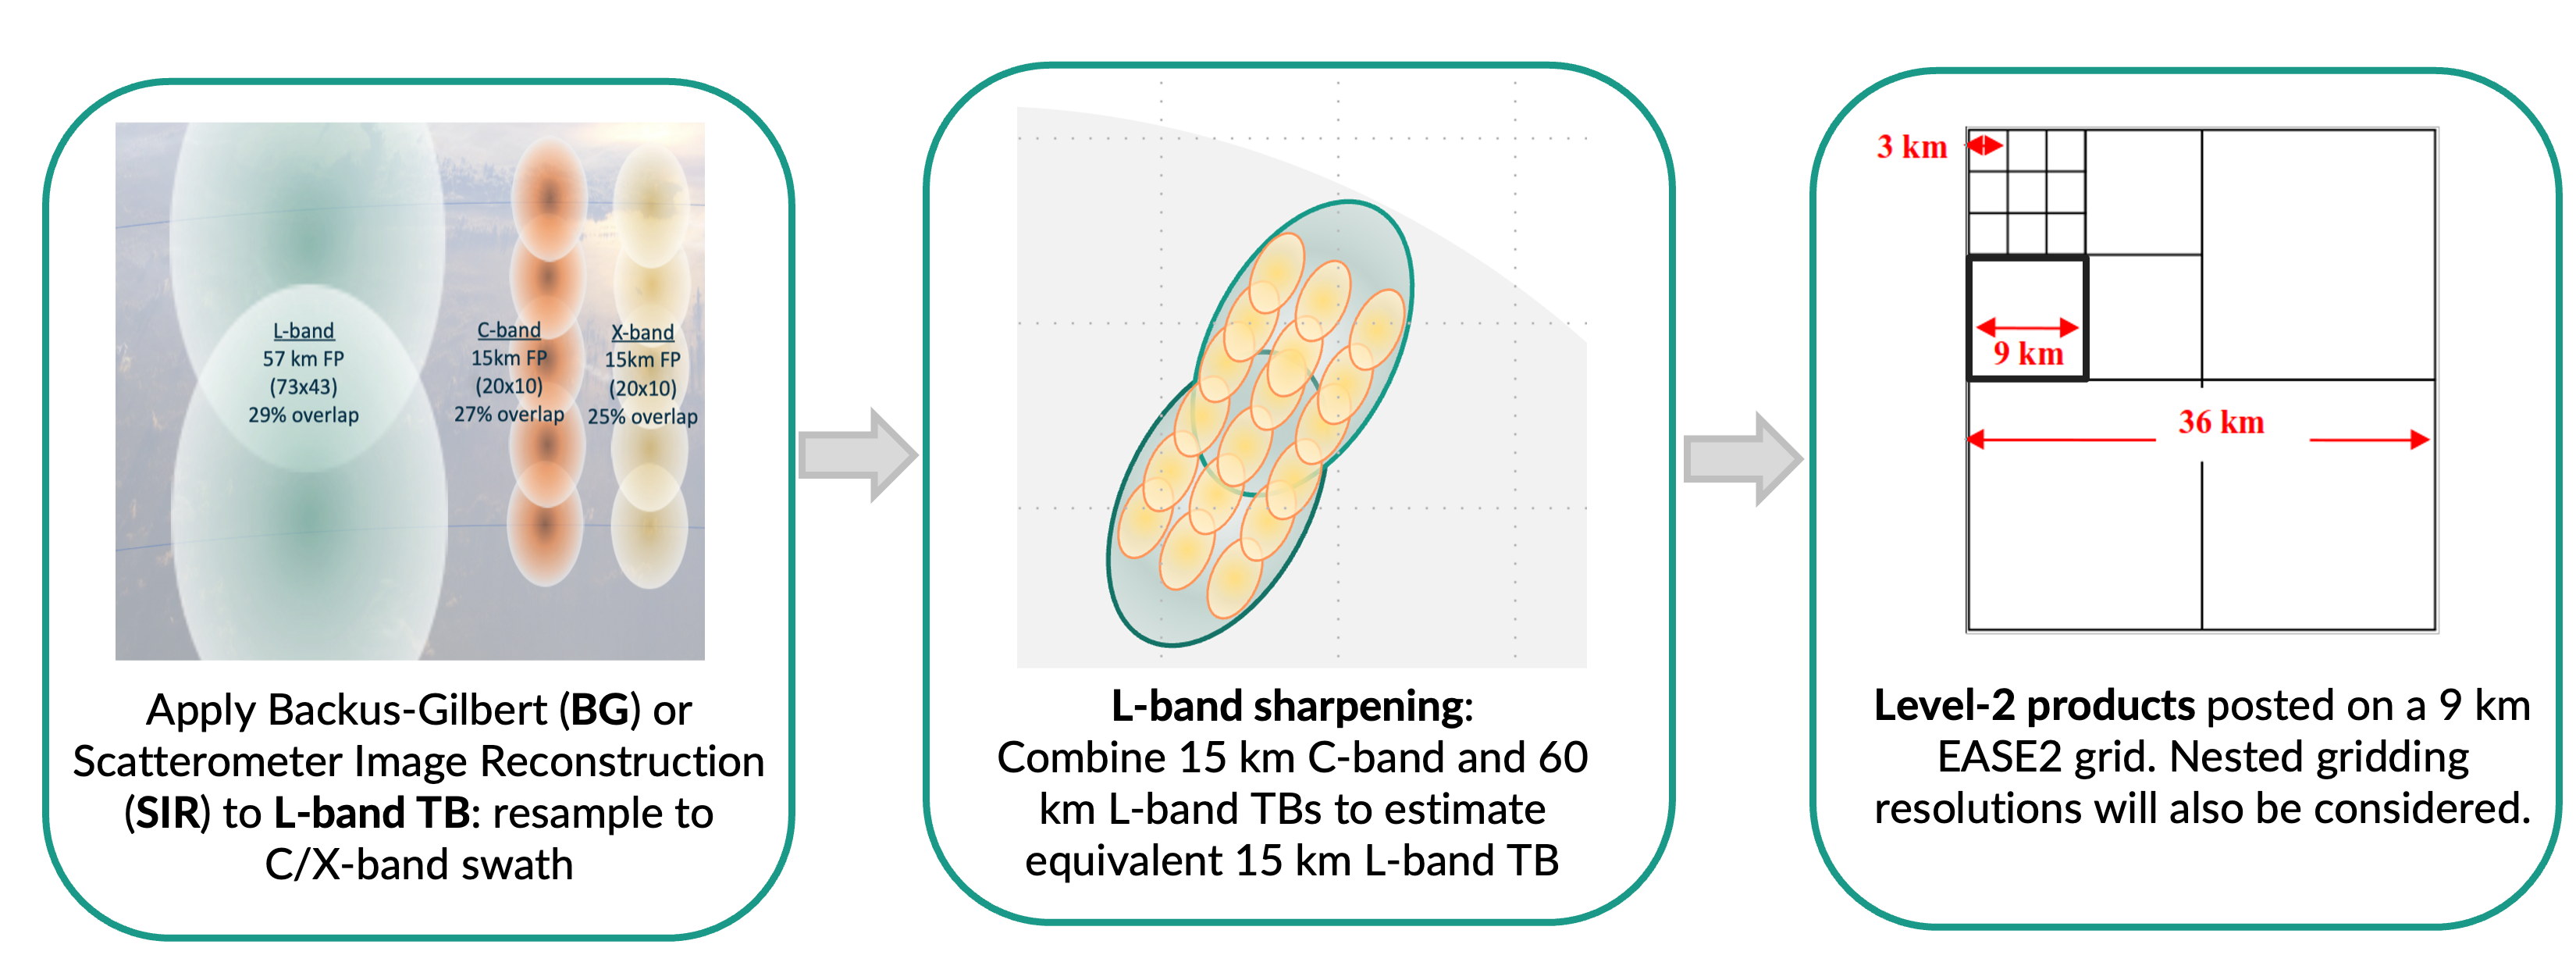 L-band
57 km FP
(73x43)
29% overlap
C-band
15km FP
(20x10)
27% overlap
X-band
15km FP
(20x10)
25% overlap
Apply Backus-Gilbert (BG) or
Scatterometer Image Reconstruction
(SIR) to L-band TB: resample to
C/X-band swath
L-band sharpening:
Combine 15 km C-band and 60
km L-band TBs to estimate
equivalent 15 km L-band TB
3 km
9 km
36 km
Level-2 products posted on a 9 km
EASE2 grid. Nested gridding
resolutions will also be considered.